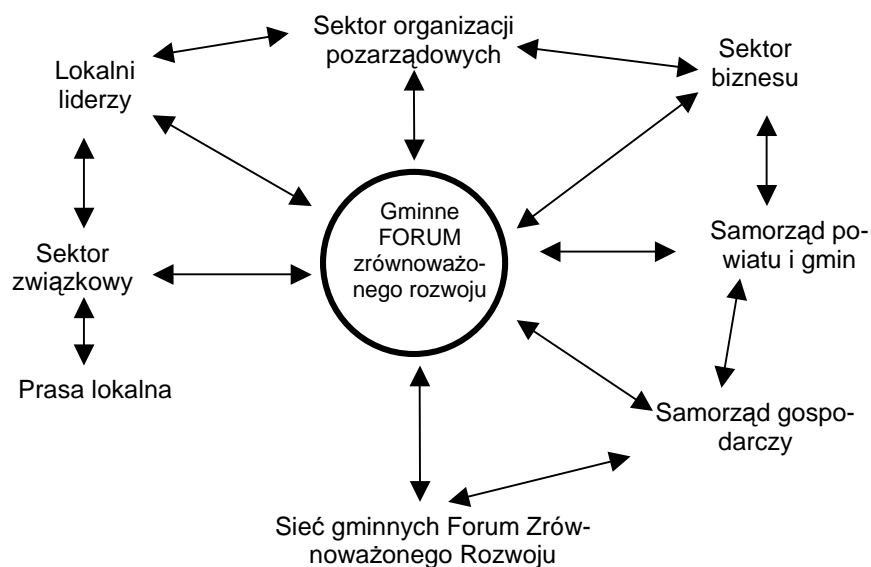 Sektor organizacji
pozarządowych
Sektor
biznesu
Lokalni
liderzy
Gminne
FORUM
zrównoważo-
nego rozwoju
Samorząd po-
wiatu i gmin
Sektor
związkowy
Prasa lokalna
Samorząd gospo-
darczy
Sieć gminnych Forum Zrów-
noważonego Rozwoju